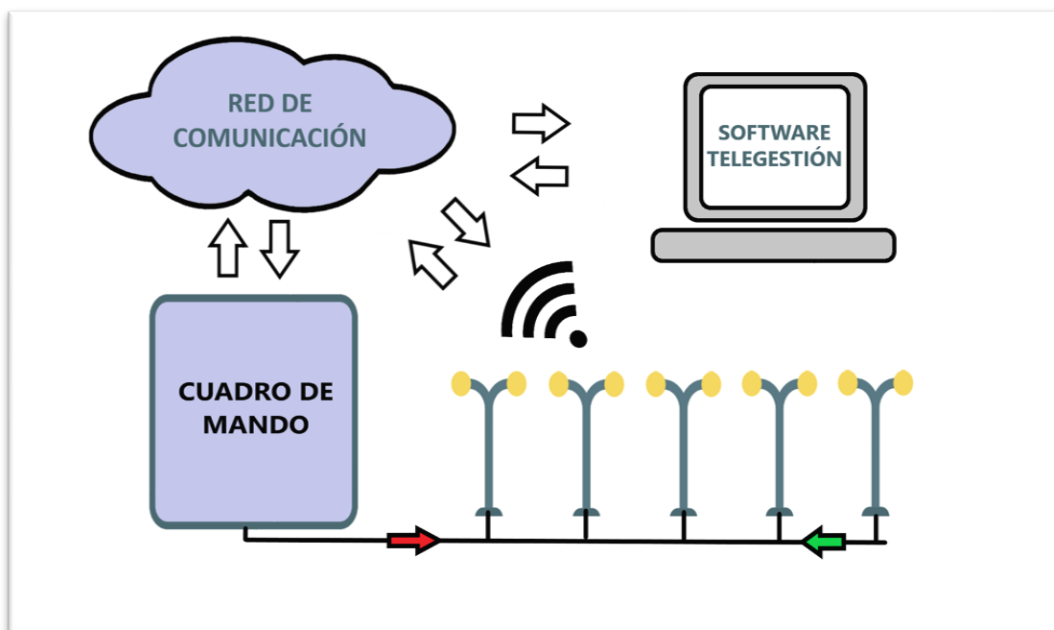 RED DE
COMUNICACIÓN
SOFTWARE
TELEGESTIÓN
CUADRO DE
MANDO